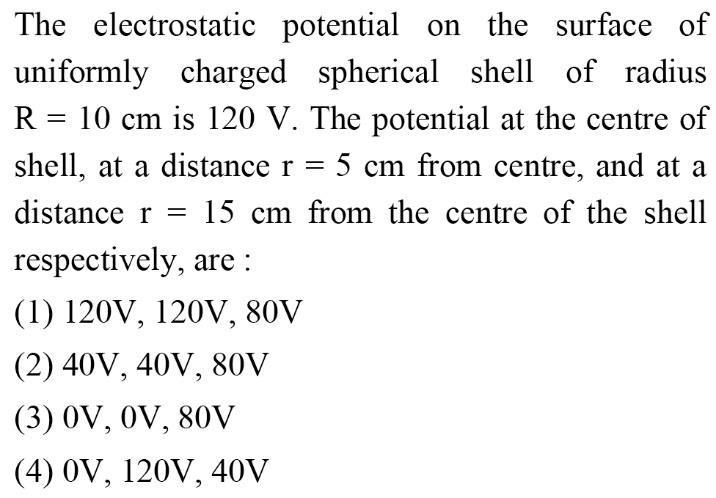 The electrostatic potential on the surface of
uniformly charged spherical shell of radius
R = 10 cm is 120 V. The potential at the centre of
shell, at a distance r = 5 cm from centre, and at a
distance r = 15 cm from the centre of the shell
respectively, are :
(1) 120V, 120V, 80V
(2) 40V, 40V, 80V
(3) 0V, 0V, 80V
(4) 0V, 120V, 40V